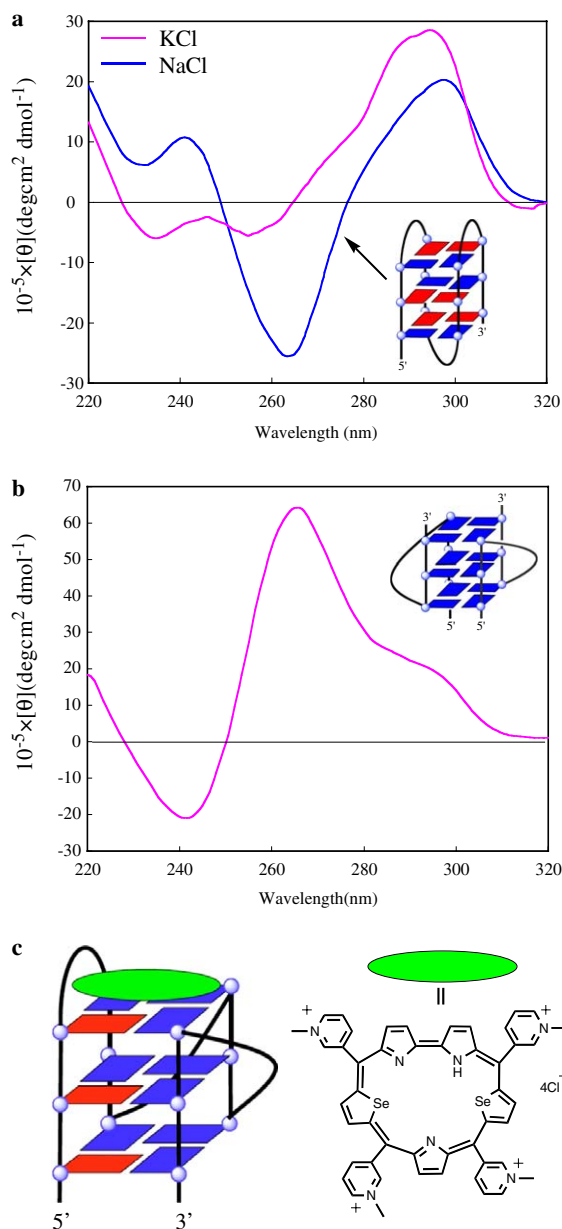 a
KCl
NaCl
30
20
10
0
-10
-20
-30
10⁻⁵×[θ](degcm² dmol⁻¹)
5'
3'
220
240
260
280
300
320
Wavelength (nm)
b
70
60
50
40
30
20
10
0
-10
-20
-30
10⁻⁵×[θ](degcm² dmol⁻¹)
3'
3'
5'
5'
220
240
260
280
300
320
Wavelength(nm)
c
5'
3'
=
+
N
+
N
N
N
H
Se
Se
4Cl⁻
N
N
+
N
+